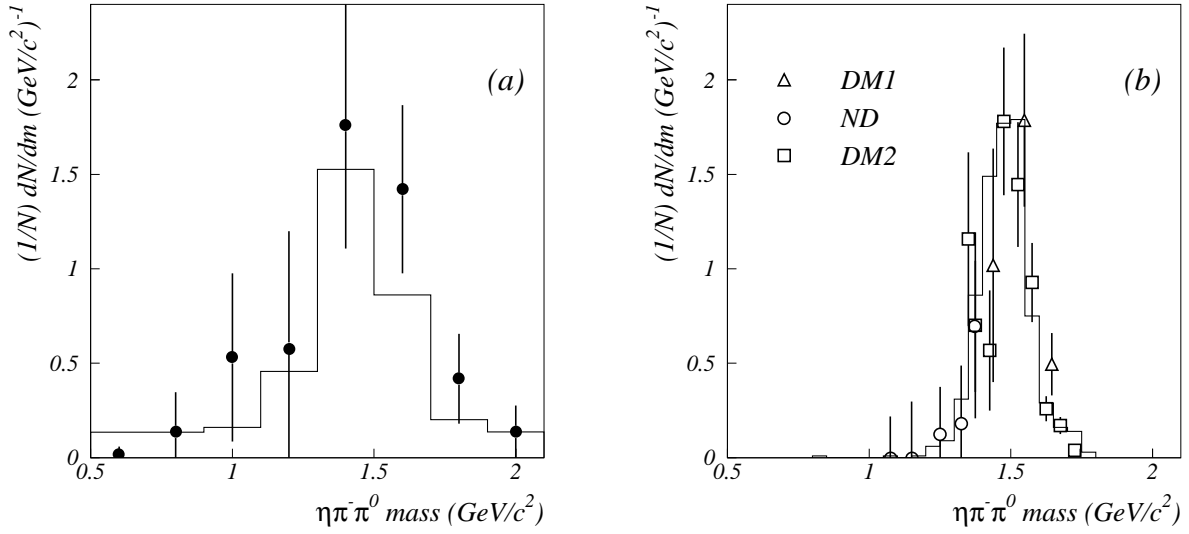 (1/N) dN/dm (GeV/c²)⁻¹
(a)
2
1.5
1
0.5
0
0.5
1
1.5
2
ηπ⁻π⁰ mass (GeV/c²)
(1/N) dN/dm (GeV/c²)⁻¹
(b)
DM1
ND
DM2
2
1.5
1
0.5
0
0.5
1
1.5
2
ηπ⁻π⁰ mass (GeV/c²)